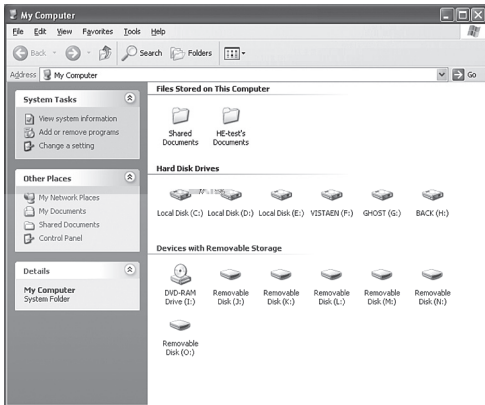 My Computer
File Edit View Favorites Tools Help
Back Search Folders
Address My Computer Go
System Tasks
View system information
Add or remove programs
Change a setting
Other Places
My Network Places
My Documents
Shared Documents
Control Panel
Details
My Computer
System Folder
Files Stored on This Computer
Shared Documents
HE-test's Documents
Hard Disk Drives
Local Disk (C:) Local Disk (D:) Local Disk (E:) VISTAEN (F:) GHOST (G:) BACK (H:)
Devices with Removable Storage
DVD-RAM Drive (I:)
Removable Disk (J:)
Removable Disk (K:)
Removable Disk (L:)
Removable Disk (M:)
Removable Disk (N:)
Removable Disk (O:)